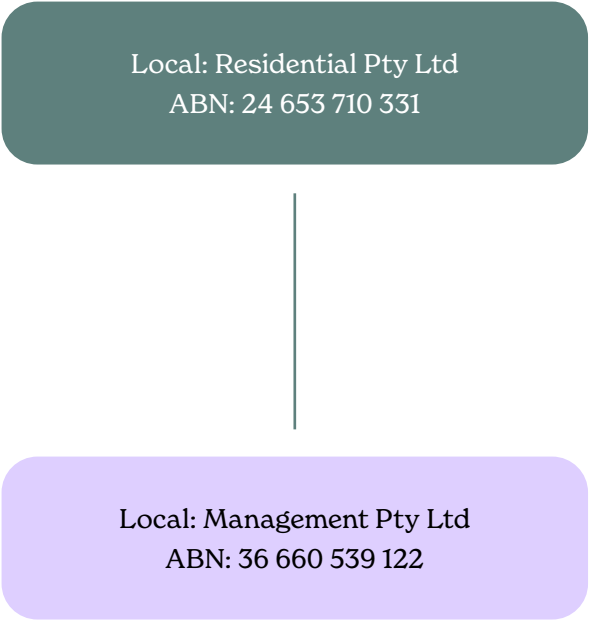 Local: Residential Pty Ltd
ABN: 24 653 710 331
Local: Management Pty Ltd
ABN: 36 660 539 122